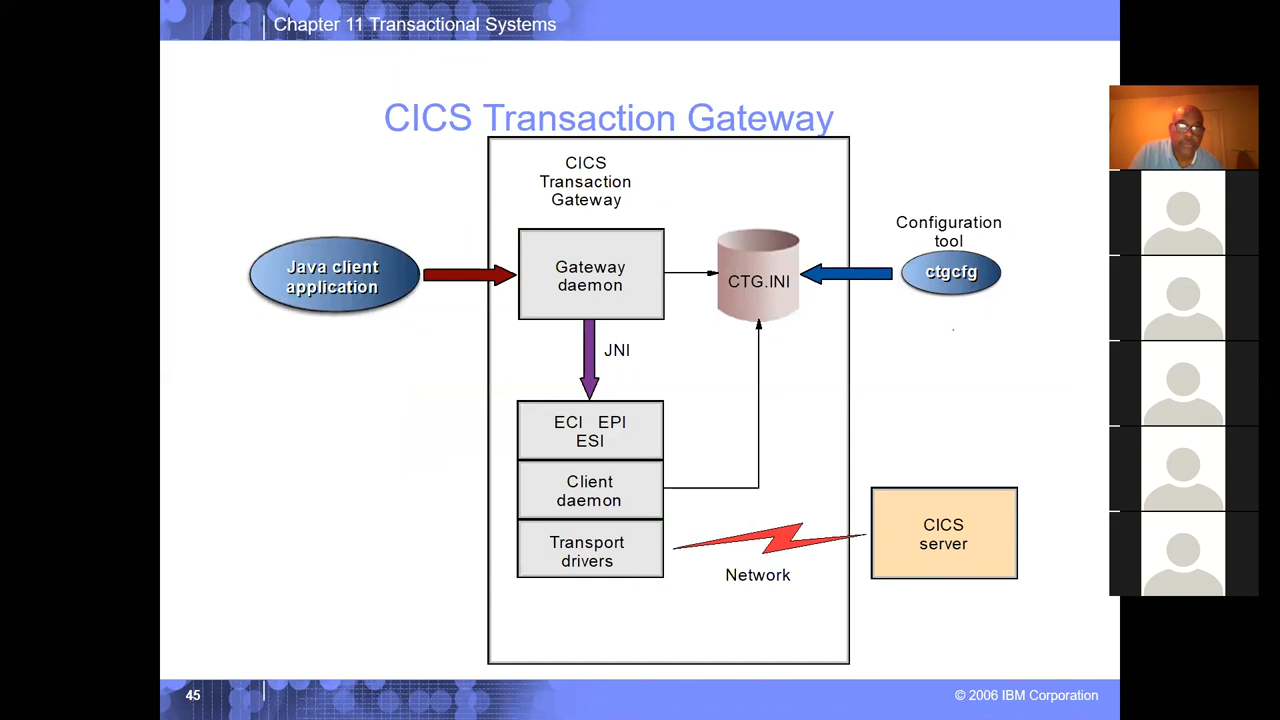 Chapter 11 Transactional Systems
CICS Transaction Gateway
CICS
Transaction
Gateway
Java client
application
Gateway
daemon
CTG.INI
Configuration
tool
ctgcfg
JNI
ECI EPI
ESI
Client
daemon
Transport
drivers
Network
CICS
server
45
© 2006 IBM Corporation